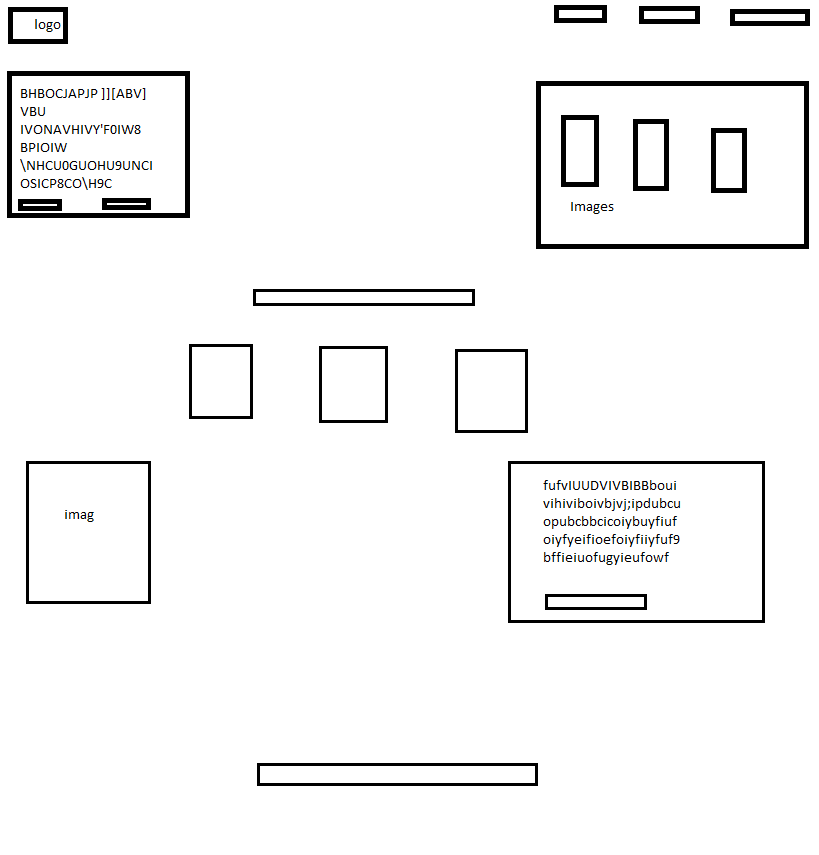 logo
BHBOCJAPJP ]][ABV]
VBU
IVONAVHIVY'F0IW8
BPIOIW
\NHCU0GUOHU9UNCI
OSICP8CO\H9C
Images
imag
fufvIUUDVIVBIBBboui
vihiviboivbjvj;ipdubcu
opubcbbcicoiybuyfiuf
oiyfyeifioefoiyfiiyfuf9
bffieiuofugyieufowf